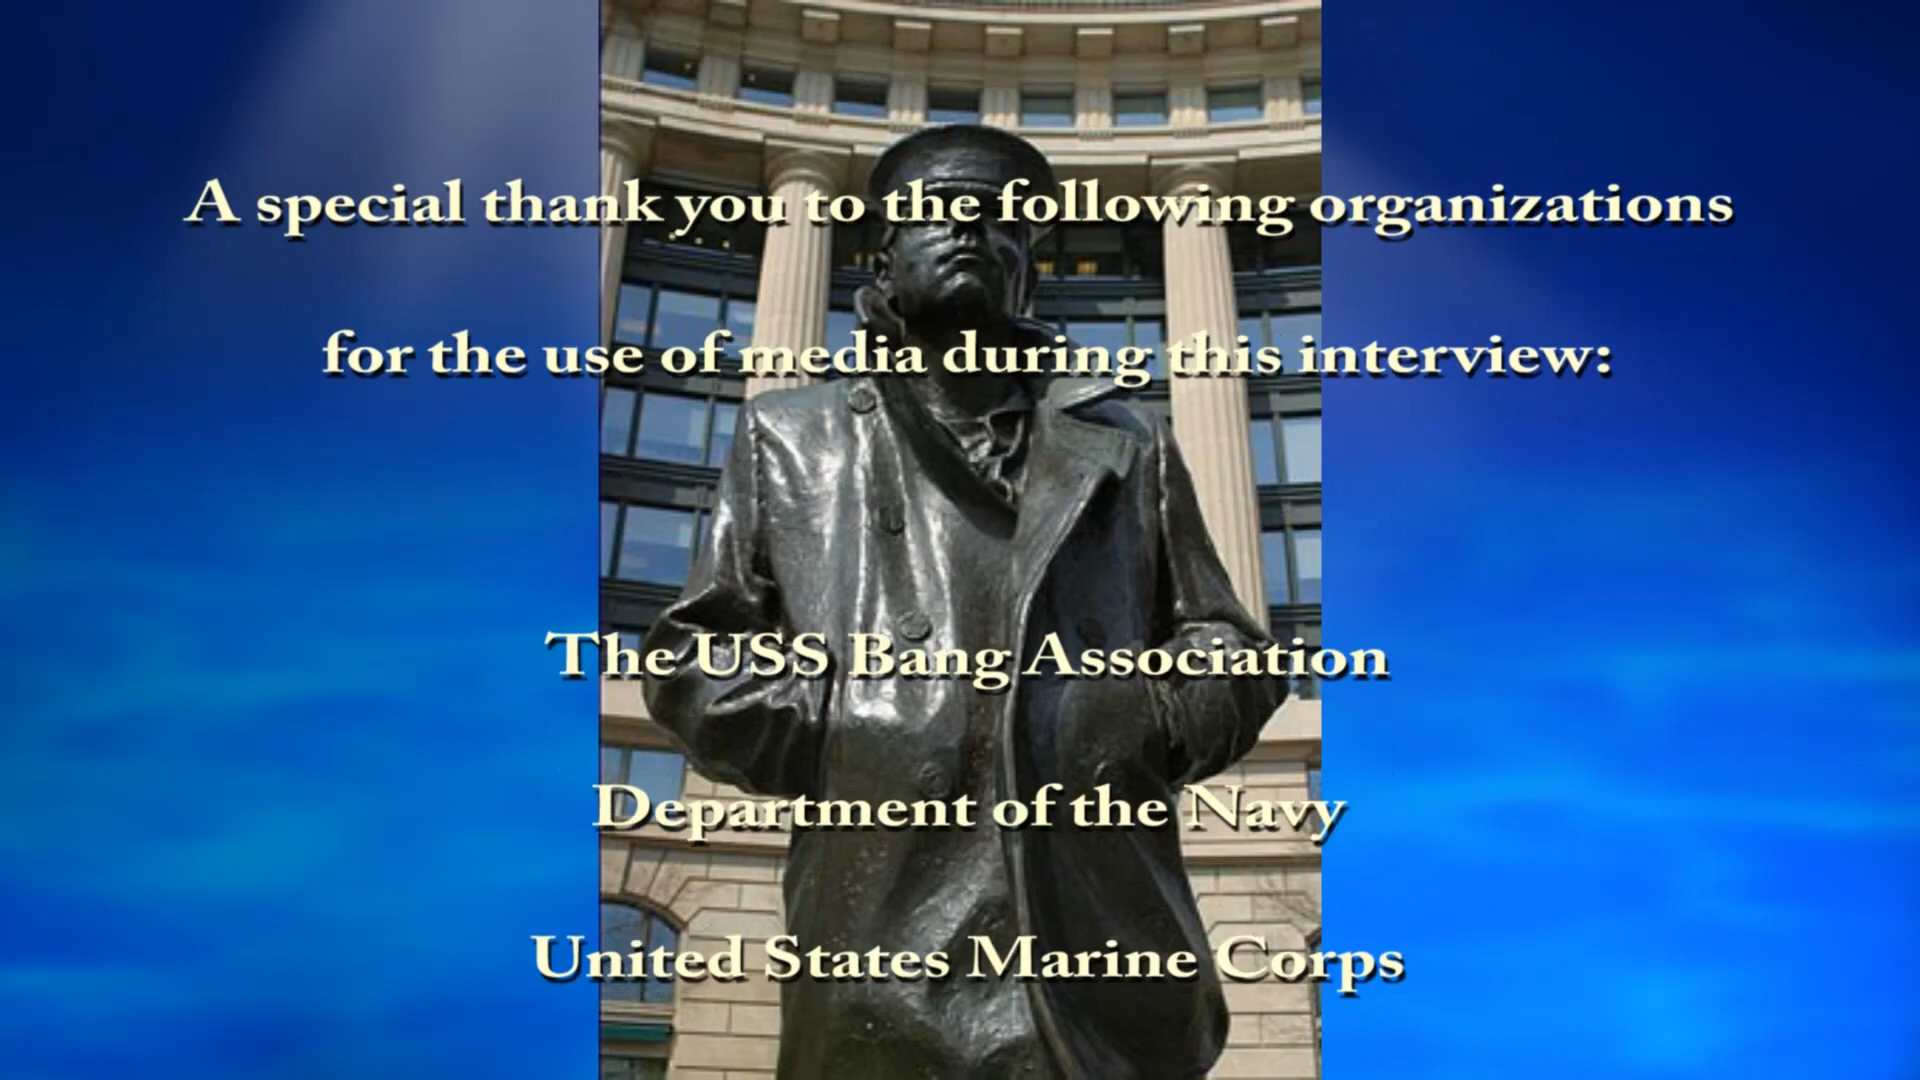 A special thank you to the following organizations
for the use of media during this interview:
The USS Bang Association
Department of the Navy
United States Marine Corps